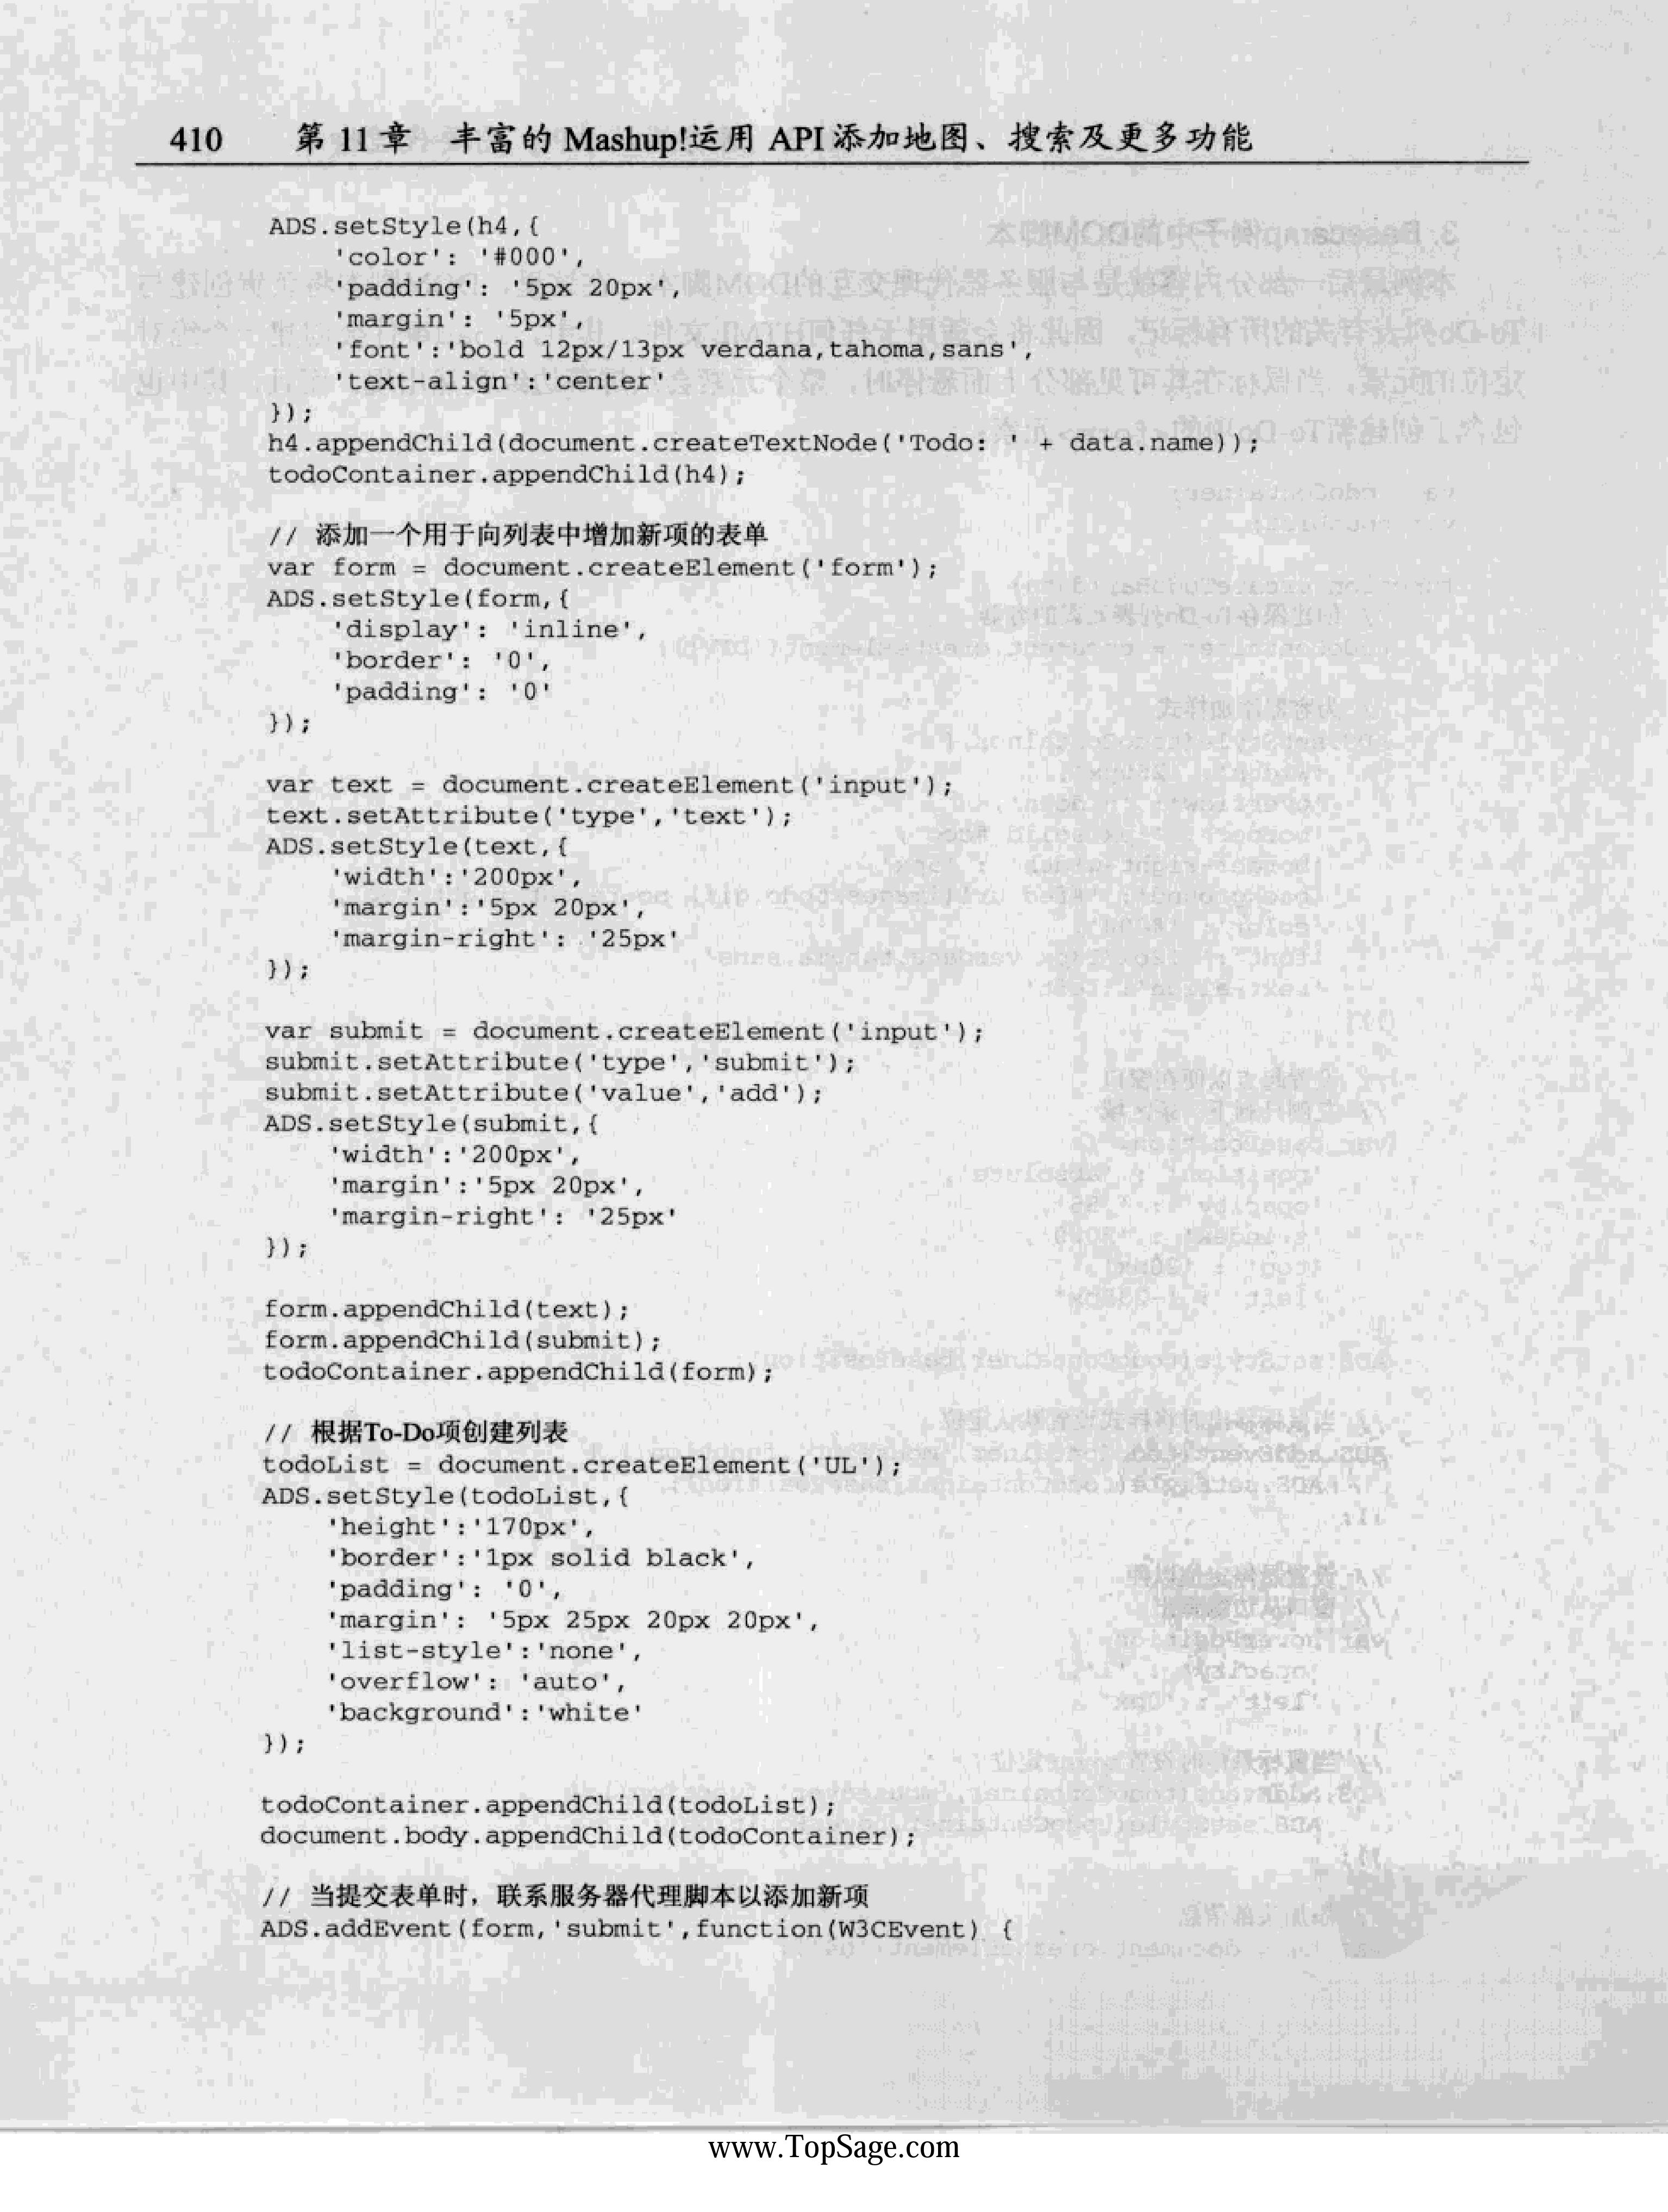 410 第 11 章 丰富的 Mashup!运用 API 添加地图、搜索及更多功能
ADS.setStyle(h4,{
'color': '#000',
'padding': '5px 20px',
'margin': '5px',
'font':'bold 12px/13px verdana,tahoma,sans',
'text-align':'center'
});
h4.appendChild(document.createTextNode('Todo: ' + data.name));
todoContainer.appendChild(h4);
// 添加一个用于向列表中增加新项的表单
var form = document.createElement('form');
ADS.setStyle(form,{
'display': 'inline',
'border': '0',
'padding': '0'
});
var text = document.createElement('input');
text.setAttribute('type','text');
ADS.setStyle(text,{
'width':'200px',
'margin':'5px 20px',
'margin-right': '25px'
});
var submit = document.createElement('input');
submit.setAttribute('type','submit');
submit.setAttribute('value','add');
ADS.setStyle(submit,{
'width':'200px',
'margin':'5px 20px',
'margin-right': '25px'
});
form.appendChild(text);
form.appendChild(submit);
todoContainer.appendChild(form);
// 根据To-Do项创建列表
todoList = document.createElement('UL');
ADS.setStyle(todoList,{
'height':'170px',
'border':'1px solid black',
'padding': '0',
'margin': '5px 25px 20px 20px',
'list-style':'none',
'overflow': 'auto',
'background':'white'
});
todoContainer.appendChild(todoList);
document.body.appendChild(todoContainer);
// 当提交表单时，联系服务器代理脚本以添加新项
ADS.addEvent(form,'submit',function(W3CEvent) {
www.TopSage.com